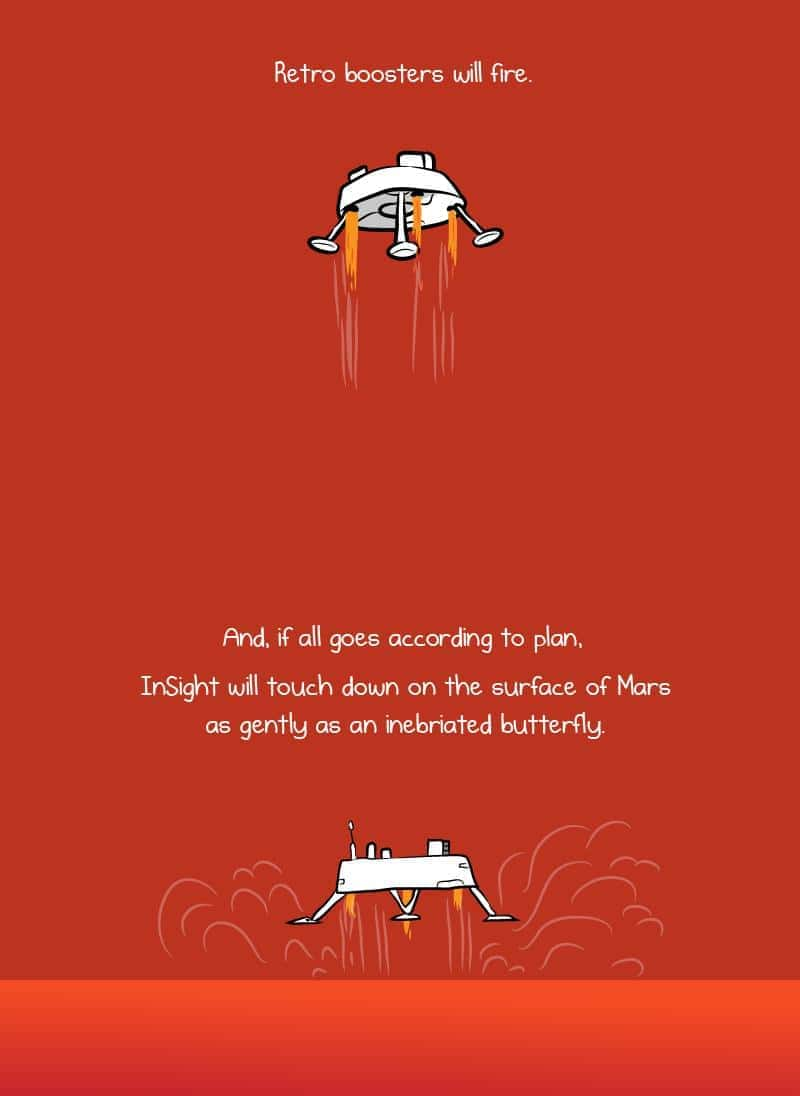 Retro boosters will fire.
And, if all goes according to plan,
InSight will touch down on the surface of Mars
as gently as an inebriated butterfly.